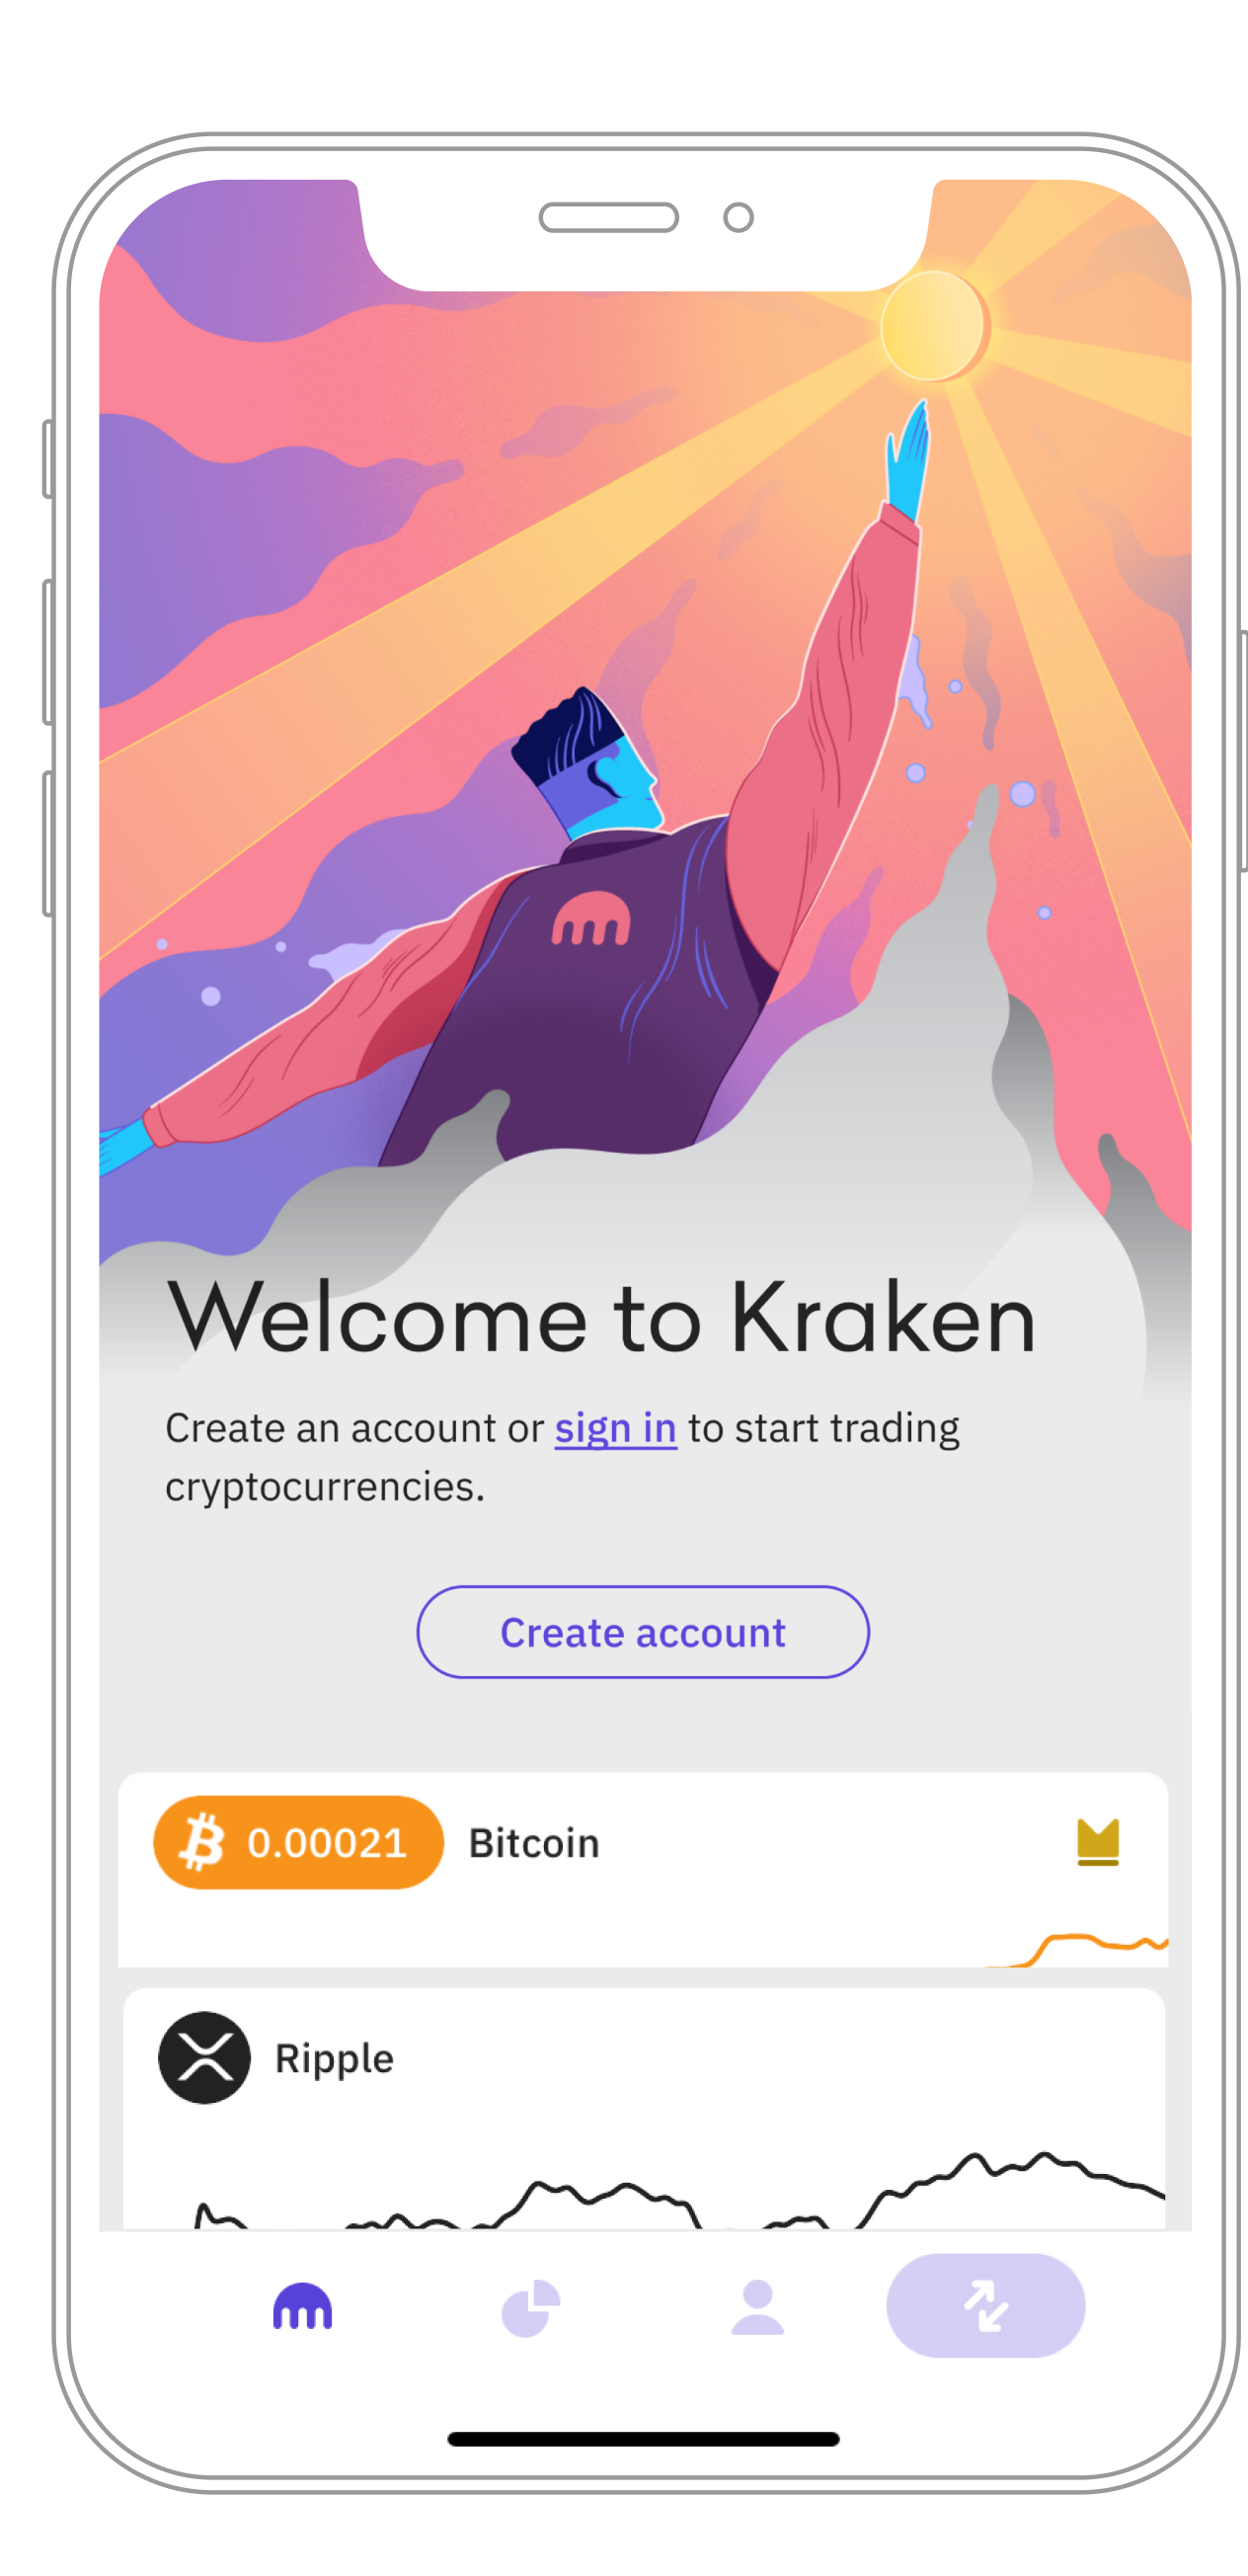 Welcome to Kraken
Create an account or sign in to start trading
cryptocurrencies.
Create account
0.00021 Bitcoin
Ripple